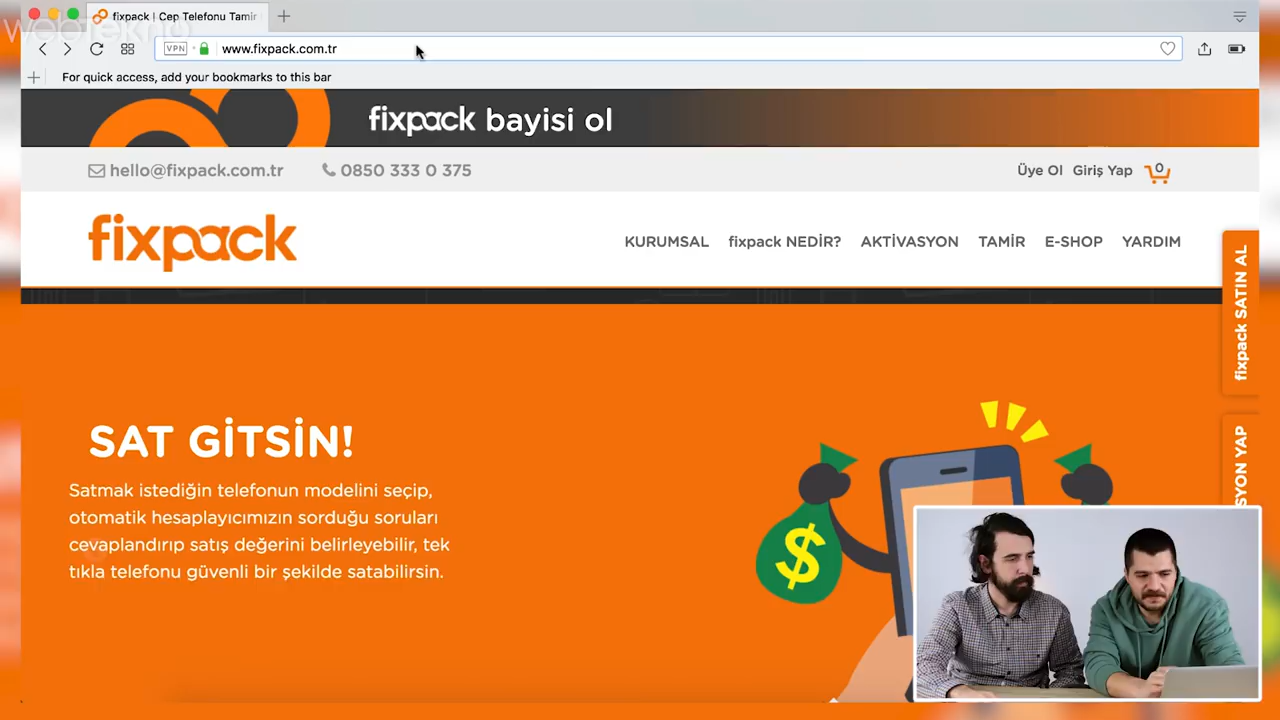 webtekno
fixpack | Cep Telefonu Tamir
VPN
www.fixpack.com.tr
For quick access, add your bookmarks to this bar
fixpack bayisi ol
hello@fixpack.com.tr
0850 333 0 375
Üye Ol
Giriş Yap
0
fixpack
KURUMSAL
fixpack NEDİR?
AKTİVASYON
TAMİR
E-SHOP
YARDIM
fixpack SATIN AL
SYON YAP
SAT GİTSİN!
Satmak istediğin telefonun modelini seçip,
otomatik hesaplayıcımızın sorduğu soruları
cevaplandırıp satış değerini belirleyebilir, tek
tıkla telefonu güvenli bir şekilde satabilirsin.
$